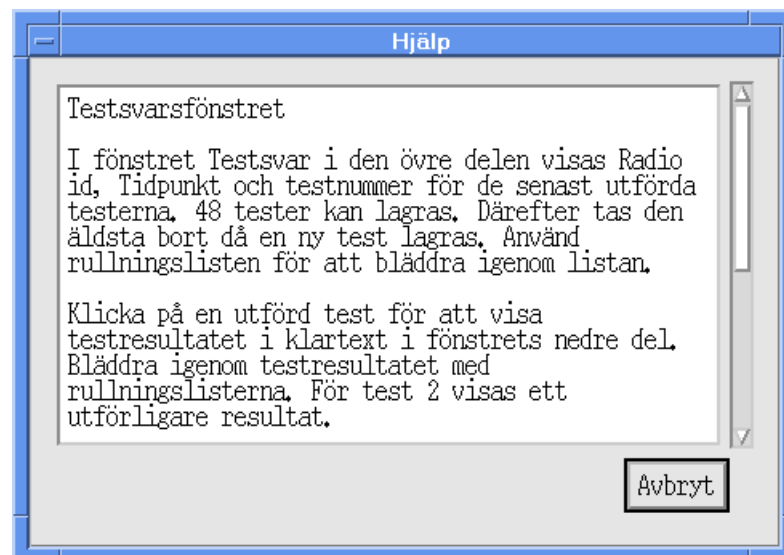 Hjälp
Testsvarsfönstret
I fönstret Testsvar i den övre delen visas Radio
id, Tidpunkt och testnummer för de senast utförda
testerna. 48 tester kan lagras. Därefter tas den
äldsta bort då en ny test lagras. Använd
rullningslisten för att bläddra igenom listan.
Klicka på en utförd test för att visa
testresultatet i klartext i fönstrets nedre del.
Bläddra igenom testresultatet med
rullningslisterna. För test 2 visas ett
utförligare resultat.
Avbryt